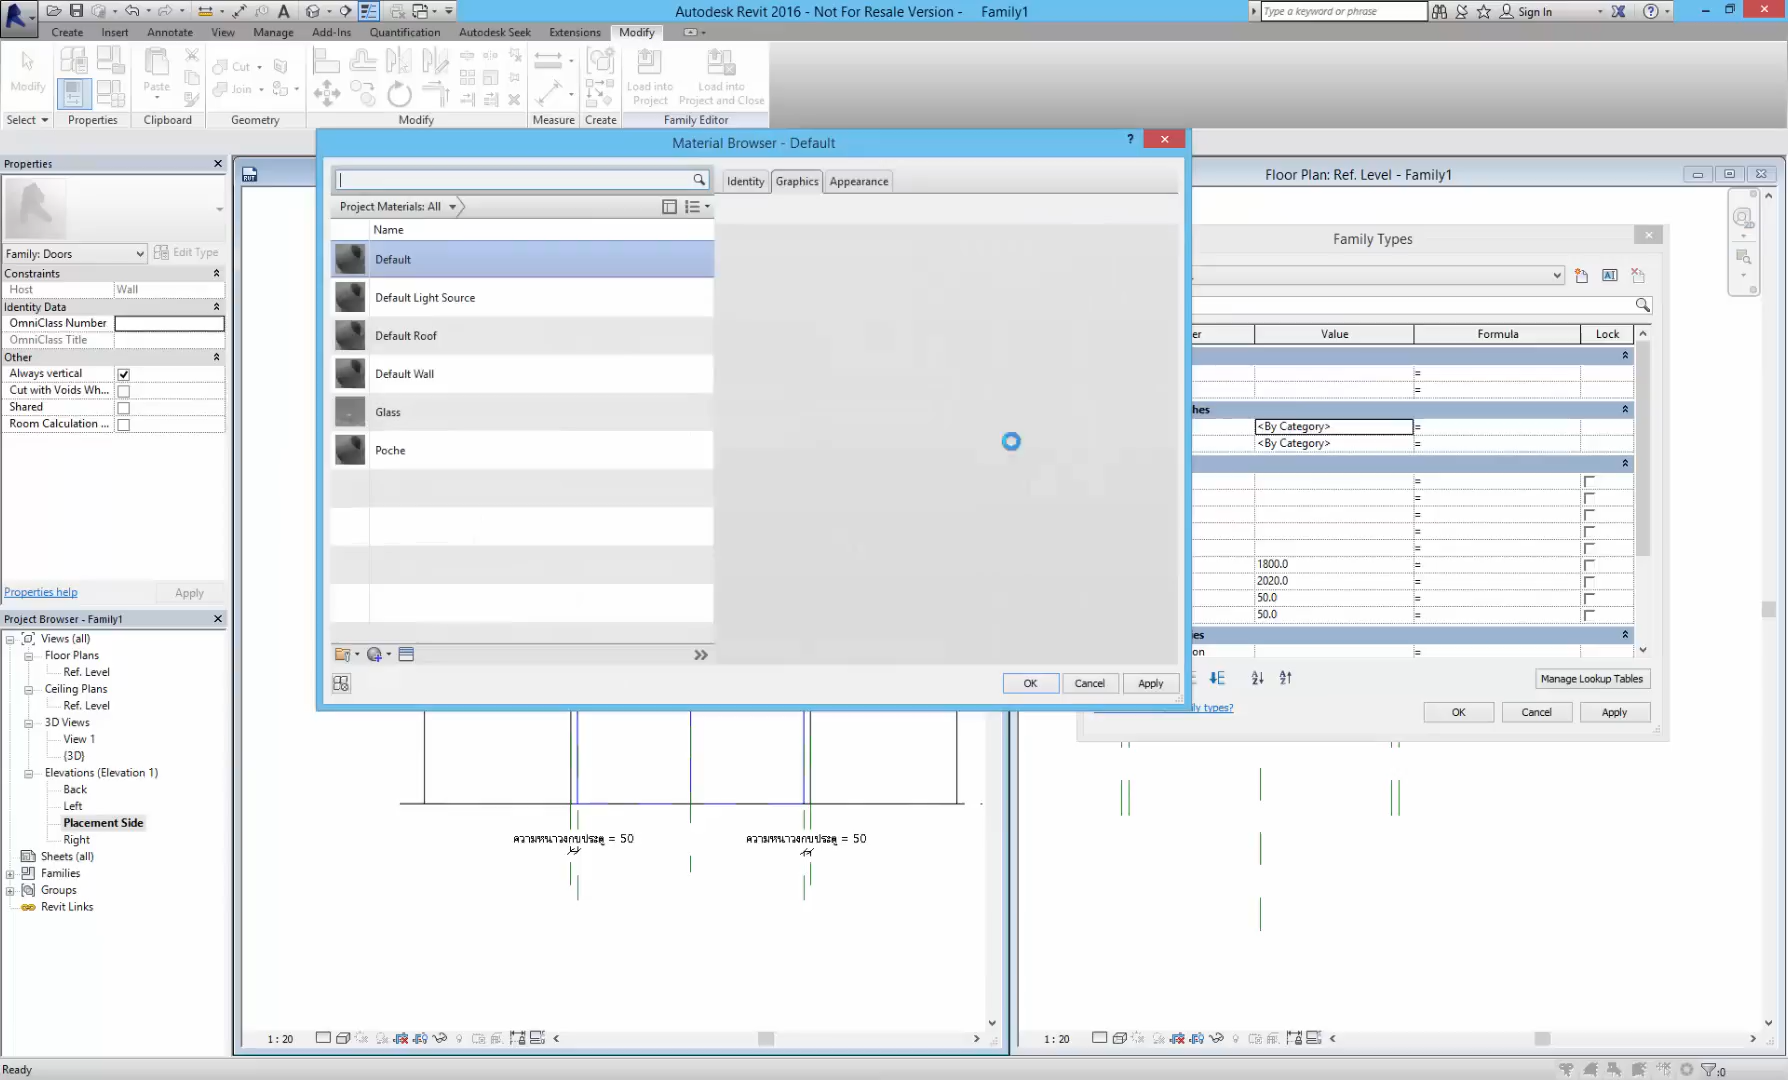 Autodesk Revit 2016 - Not For Resale Version - Family1
Type a keyword or phrase
Sign In
Create Insert Annotate View Manage Add-Ins Quantification Autodesk Seek Extensions Modify
Modify
Paste
Cut
Join
Load into Project
Load into Project and Close
Select Properties Clipboard Geometry Modify Measure Create Family Editor
Properties
Family: Doors
Edit Type
Constraints
Host Wall
Identity Data
OmniClass Number
OmniClass Title
Other
Always vertical
Cut with Voids Wh...
Shared
Room Calculation ...
Properties help
Apply
Project Browser - Family1
Views (all)
Floor Plans
Ref. Level
Ceiling Plans
Ref. Level
3D Views
View 1
{3D}
Elevations (Elevation 1)
Back
Left
Placement Side
Right
Sheets (all)
Families
Groups
Revit Links
Material Browser - Default
?
Project Materials: All
Name
Default
Default Light Source
Default Roof
Default Wall
Glass
Poche
Identity Graphics Appearance
OK Cancel Apply
Floor Plan: Ref. Level - Family1
Family Types
er Value Formula Lock
=
=
hes
<By Category> =
<By Category> =
=
=
=
=
=
1800.0 =
2020.0 =
50.0 =
50.0 =
ies
on =
Manage Lookup Tables
ly types?
OK Cancel Apply
ความหนาวงกบประตู = 50
ความหนาวงกบประตู = 50
1 : 20
1 : 20
Ready
:0